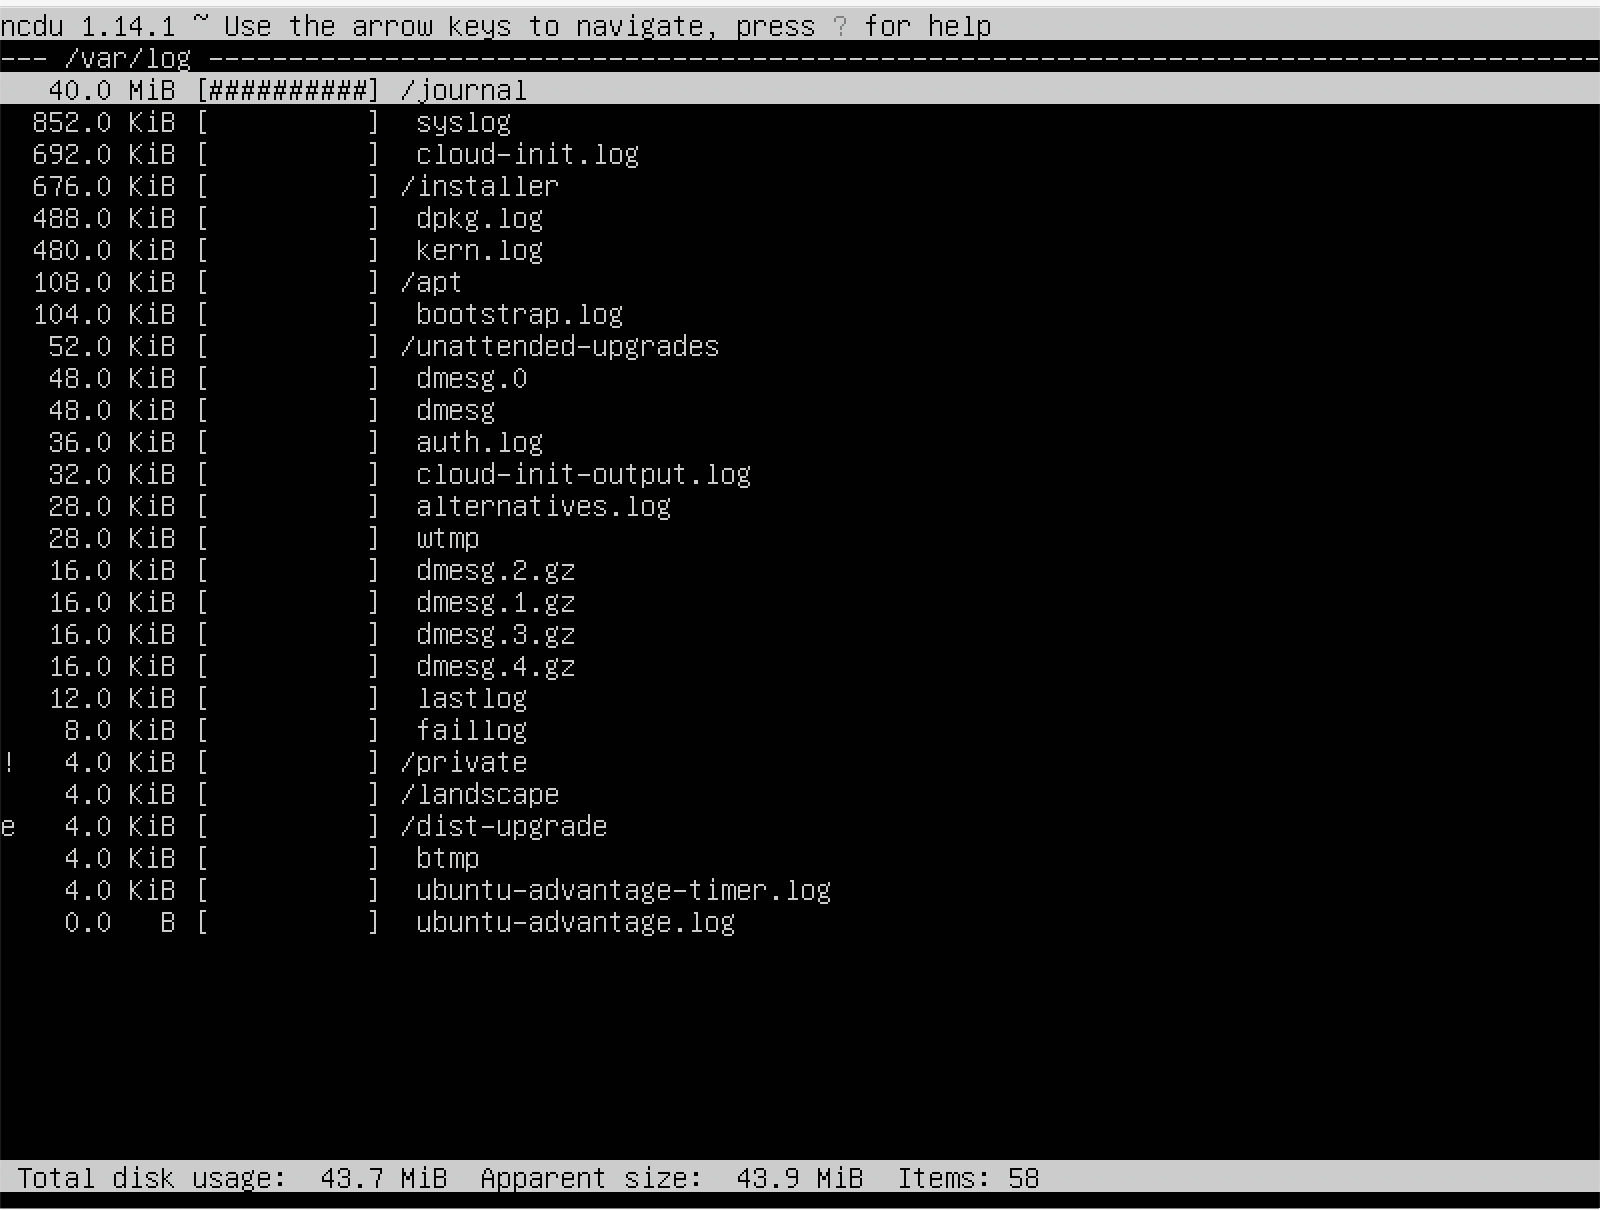 ncdu 1.14.1 ~ Use the arrow keys to navigate, press ? for help
--- /var/log ---------------------------------------------------------------------------------------
   40.0 MiB [##########] /journal
  852.0 KiB [          ]  syslog
  692.0 KiB [          ]  cloud-init.log
  676.0 KiB [          ] /installer
  488.0 KiB [          ]  dpkg.log
  480.0 KiB [          ]  kern.log
  108.0 KiB [          ] /apt
  104.0 KiB [          ]  bootstrap.log
   52.0 KiB [          ] /unattended-upgrades
   48.0 KiB [          ]  dmesg.0
   48.0 KiB [          ]  dmesg
   36.0 KiB [          ]  auth.log
   32.0 KiB [          ]  cloud-init-output.log
   28.0 KiB [          ]  alternatives.log
   28.0 KiB [          ]  wtmp
   16.0 KiB [          ]  dmesg.2.gz
   16.0 KiB [          ]  dmesg.1.gz
   16.0 KiB [          ]  dmesg.3.gz
   16.0 KiB [          ]  dmesg.4.gz
   12.0 KiB [          ]  lastlog
    8.0 KiB [          ]  faillog
!   4.0 KiB [          ] /private
    4.0 KiB [          ] /landscape
e   4.0 KiB [          ] /dist-upgrade
    4.0 KiB [          ]  btmp
    4.0 KiB [          ]  ubuntu-advantage-timer.log
    0.0   B [          ]  ubuntu-advantage.log
 Total disk usage:  43.7 MiB  Apparent size:  43.9 MiB  Items: 58